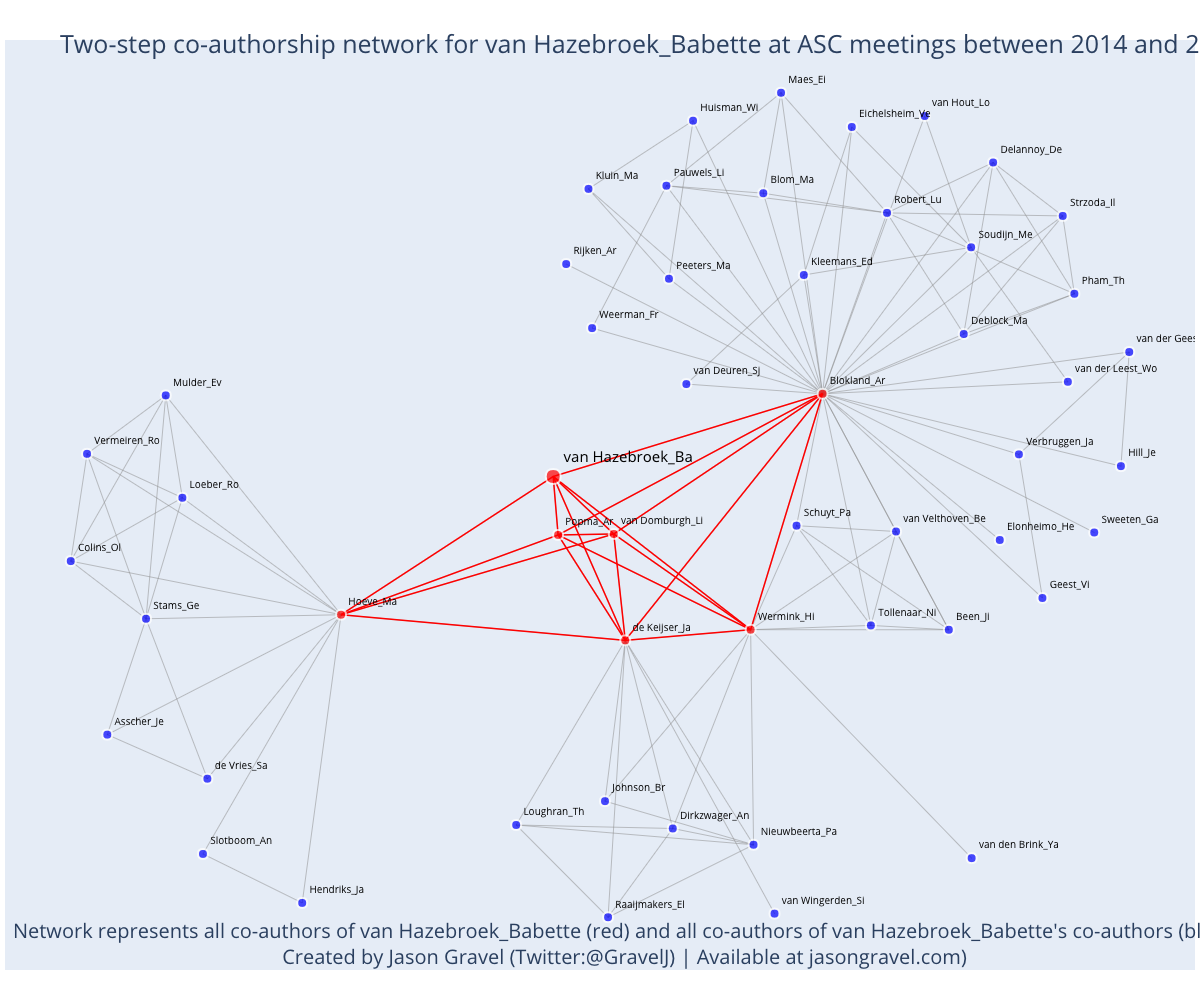 Two-step co-authorship network for van Hazebroek_Babette at ASC meetings between 2014 and 2
Maes_Ei
Huisman_Wi
van Hout_Lo
Eichelsheim_Ve
Delannoy_De
Kluin_Ma
Pauwels_Li
Blom_Ma
Robert_Lu
Strzoda_Il
Soudijn_Me
Rijken_Ar
Peeters_Ma
Kleemans_Ed
Pham_Th
Weerman_Fr
Deblock_Ma
van der Gees
van Deuren_Sj
Blokland_Ar
van der Leest_Wo
Mulder_Ev
Vermeiren_Ro
van Hazebroek_Ba
Verbruggen_Ja
Hill_Je
Loeber_Ro
Popma_Ar
van Domburgh_Li
Schuyt_Pa
van Velthoven_Be
Elonheimo_He
Sweeten_Ga
Colins_Ol
Geest_Vi
Stams_Ge
Hoeve_Ma
de Keijser_Ja
Wermink_Hi
Tollenaar_Ni
Been_Ji
Asscher_Je
de Vries_Sa
Johnson_Br
Loughran_Th
Dirkzwager_An
Nieuwbeerta_Pa
Slotboom_An
van den Brink_Ya
Hendriks_Ja
Raaijmakers_El
van Wingerden_Si
Network represents all co-authors of van Hazebroek_Babette (red) and all co-authors of van Hazebroek_Babette's co-authors (bl
Created by Jason Gravel (Twitter:@GravelJ) | Available at jasongravel.com)